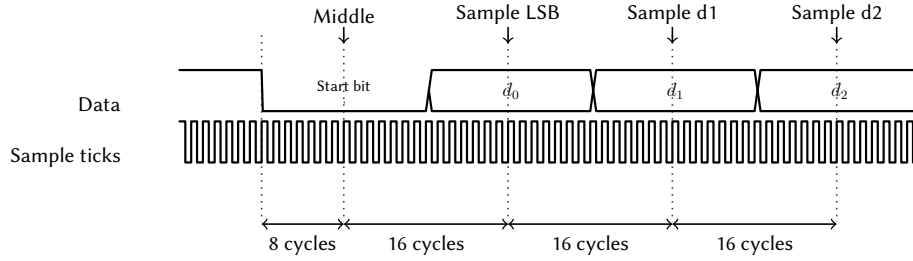 Middle
Sample LSB
Sample d1
Sample d2
Start bit
d₀
d₁
d₂
Data
Sample ticks
8 cycles
16 cycles
16 cycles
16 cycles